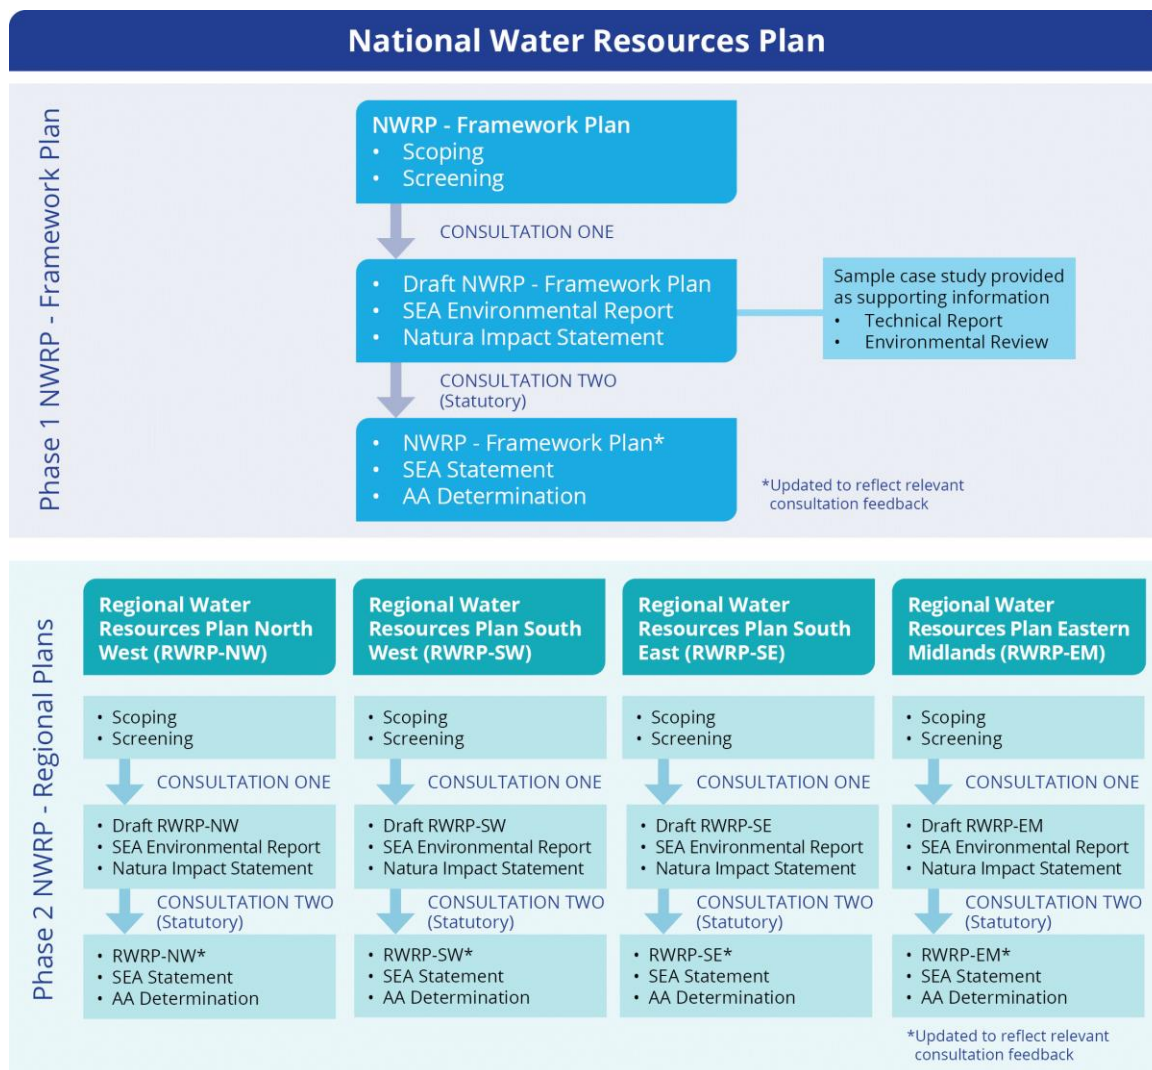 National Water Resources Plan
Phase 1 NWRP - Framework Plan
NWRP - Framework Plan
• Scoping
• Screening
CONSULTATION ONE
• Draft NWRP - Framework Plan
• SEA Environmental Report
• Natura Impact Statement
Sample case study provided
as supporting information
• Technical Report
• Environmental Review
CONSULTATION TWO
(Statutory)
• NWRP - Framework Plan*
• SEA Statement
• AA Determination
*Updated to reflect relevant
consultation feedback
Phase 2 NWRP - Regional Plans
Regional Water
Resources Plan North
West (RWRP-NW)
• Scoping
• Screening
CONSULTATION ONE
• Draft RWRP-NW
• SEA Environmental Report
• Natura Impact Statement
CONSULTATION TWO
(Statutory)
• RWRP-NW*
• SEA Statement
• AA Determination
Regional Water
Resources Plan South
West (RWRP-SW)
• Scoping
• Screening
CONSULTATION ONE
• Draft RWRP-SW
• SEA Environmental Report
• Natura Impact Statement
CONSULTATION TWO
(Statutory)
• RWRP-SW*
• SEA Statement
• AA Determination
Regional Water
Resources Plan South
East (RWRP-SE)
• Scoping
• Screening
CONSULTATION ONE
• Draft RWRP-SE
• SEA Environmental Report
• Natura Impact Statement
CONSULTATION TWO
(Statutory)
• RWRP-SE*
• SEA Statement
• AA Determination
Regional Water
Resources Plan Eastern
Midlands (RWRP-EM)
• Scoping
• Screening
CONSULTATION ONE
• Draft RWRP-EM
• SEA Environmental Report
• Natura Impact Statement
CONSULTATION TWO
(Statutory)
• RWRP-EM*
• SEA Statement
• AA Determination
*Updated to reflect relevant
consultation feedback